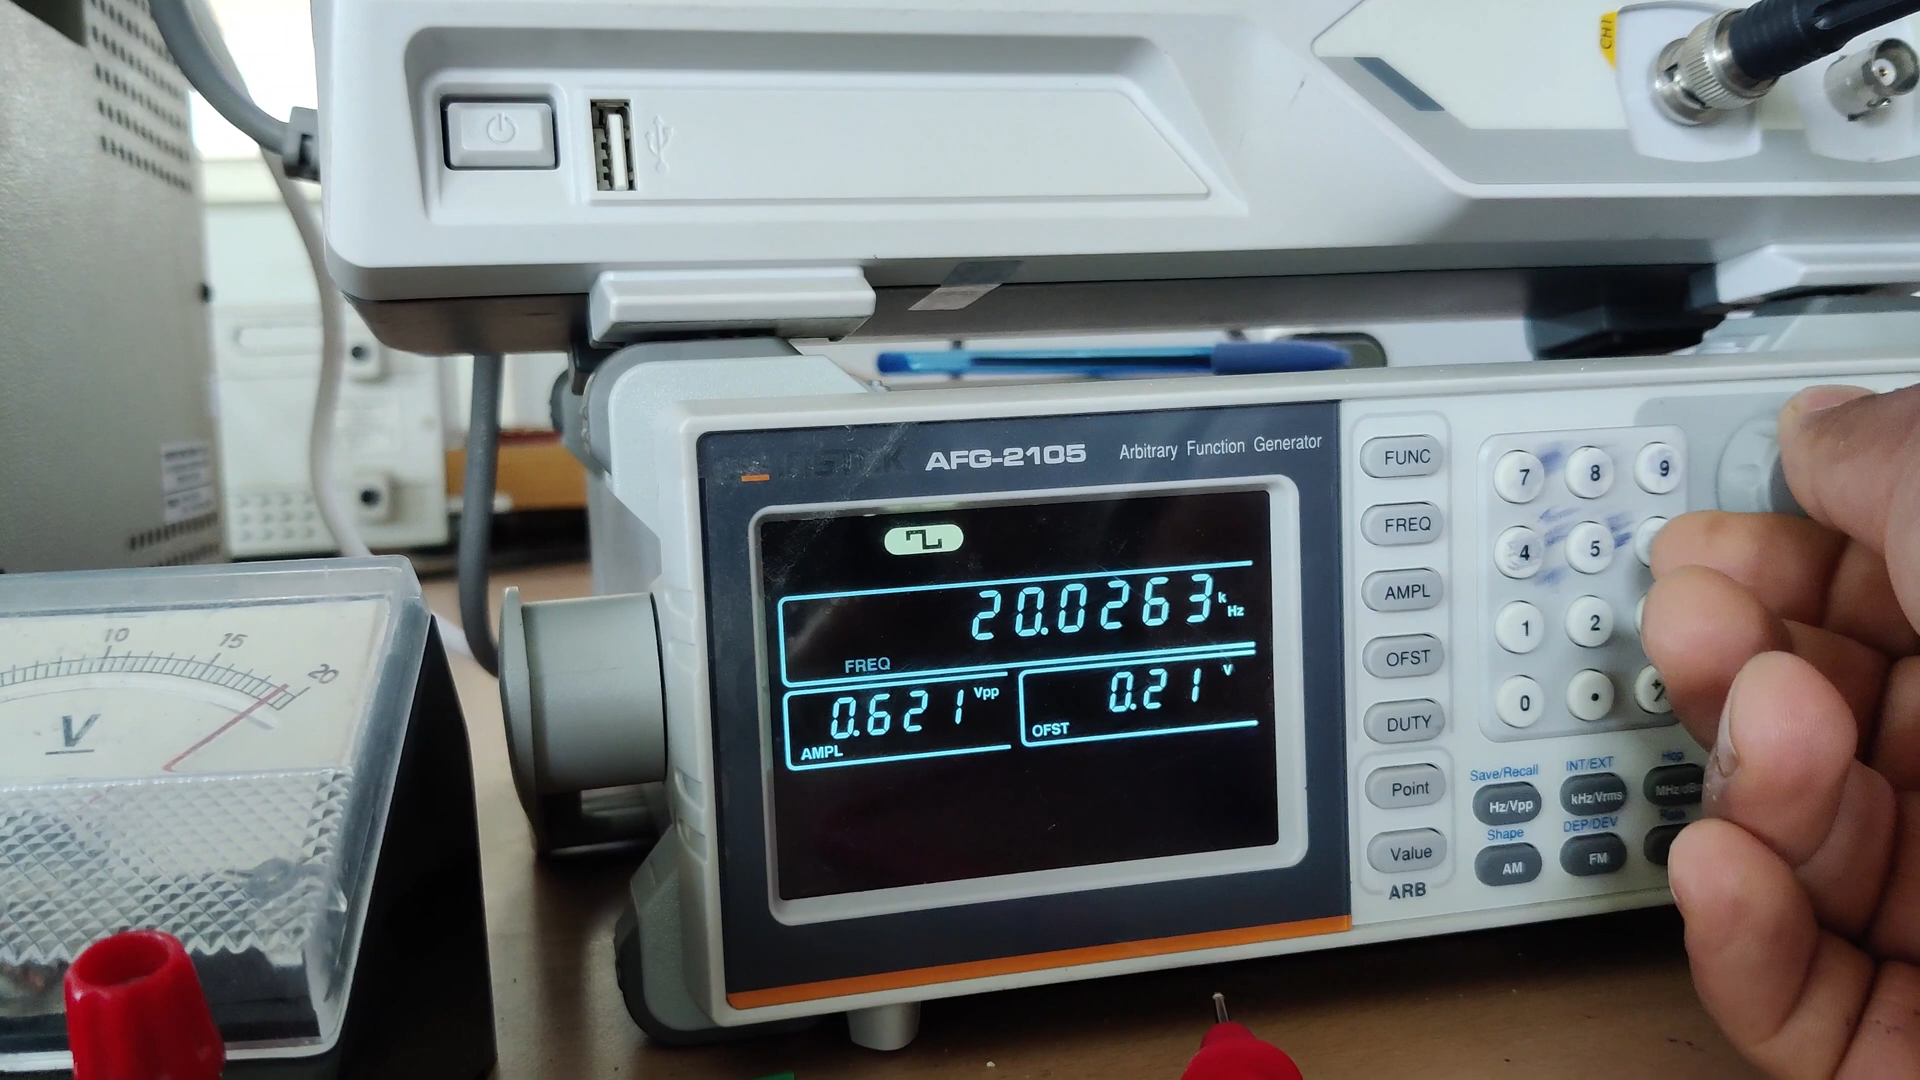 CH1
AFG-2105 Arbitrary Function Generator
20.0263 kHz
FREQ
0.621 Vpp
AMPL
0.21 V
OFST
FUNC
FREQ
AMPL
OFST
DUTY
Point
Value
ARB
7 8 9
4 5
1 2
0 •
Save/Recall INT/EXT Hop
Hz/Vpp kHz/Vrms
Shape DEP/DEV Rate
AM FM
10 15 20
V